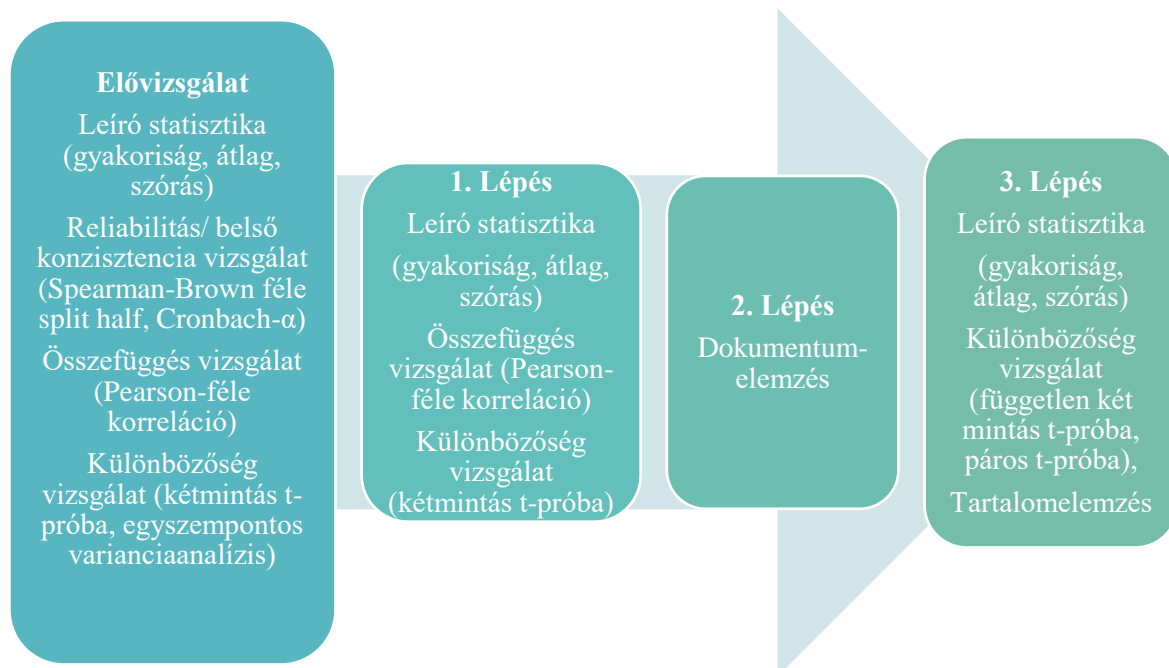 Elővizsgálat
Leíró statisztika
(gyakoriság, átlag,
szórás)
Reliabilitás/ belső
konzisztencia vizsgálat
(Spearman-Brown féle
split half, Cronbach-α)
Összefüggés vizsgálat
(Pearson-féle
korreláció)
Különbözőség
vizsgálat (kétmintás t-
próba, egyszempontos
varianciaanalízis)
1. Lépés
Leíró statisztika
(gyakoriság, átlag,
szórás)
Összefüggés
vizsgálat (Pearson-
féle korreláció)
Különbözőség
vizsgálat
(kétmintás t-próba)
2. Lépés
Dokumentum-
elemzés
3. Lépés
Leíró statisztika
(gyakoriság,
átlag, szórás)
Különbözőség
vizsgálat
(független két
mintás t-próba,
páros t-próba),
Tartalomelemzés